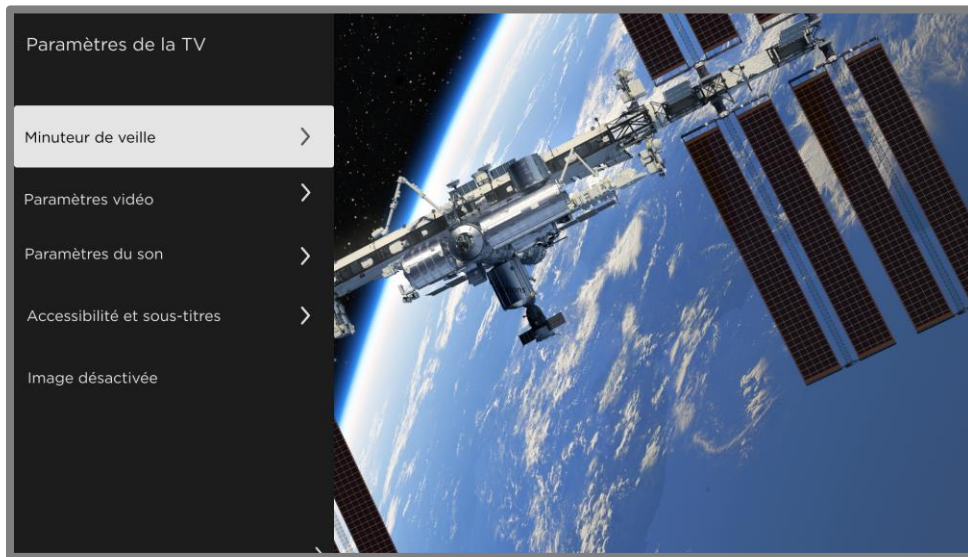 Paramètres de la TV
Minuteur de veille
Paramètres vidéo
Paramètres du son
Accessibilité et sous-titres
Image désactivée